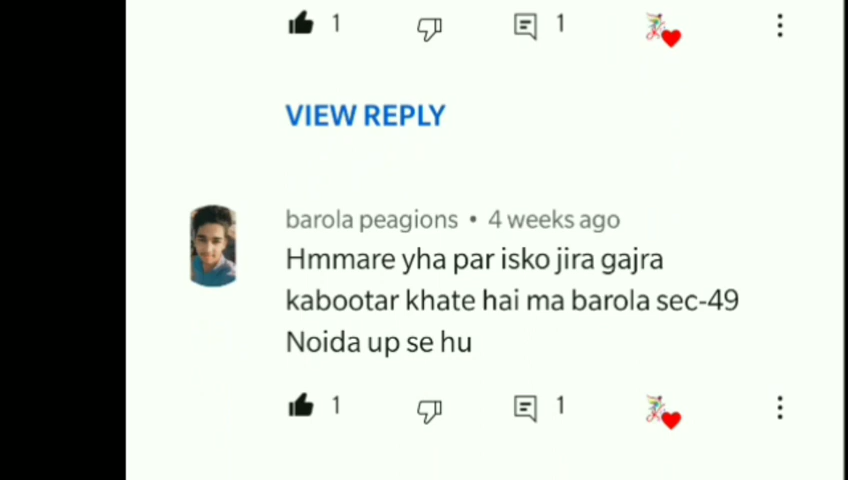 1 1
VIEW REPLY
barola peagions • 4 weeks ago
Hmmare yha par isko jira gajra
kabootar khate hai ma barola sec-49
Noida up se hu
1 1